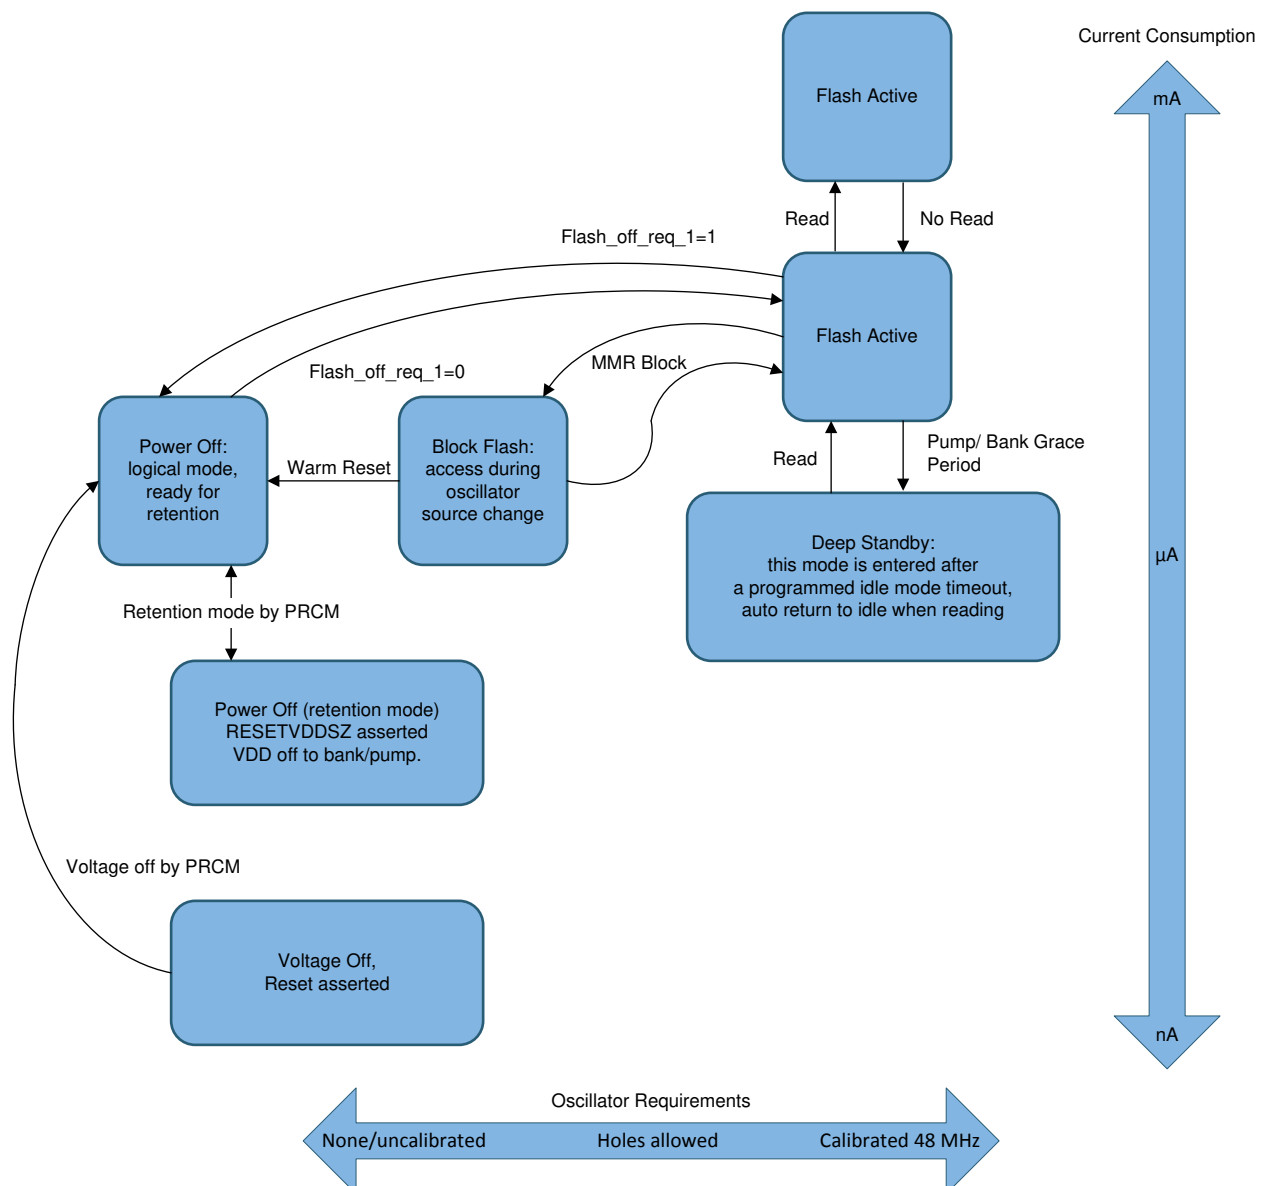 Current Consumption
Flash Active
mA
Read
No Read
Flash_off_req_1=1
Flash Active
MMR Block
Flash_off_req_1=0
Power Off:
logical mode,
ready for
retention
Warm Reset
Block Flash:
access during
oscillator
source change
Read
Pump/ Bank Grace
Period
Deep Standby:
this mode is entered after
a programmed idle mode timeout,
auto return to idle when reading
µA
Retention mode by PRCM
Power Off (retention mode)
RESETVDDSZ asserted
VDD off to bank/pump.
Voltage off by PRCM
Voltage Off,
Reset asserted
nA
Oscillator Requirements
None/uncalibrated
Holes allowed
Calibrated 48 MHz